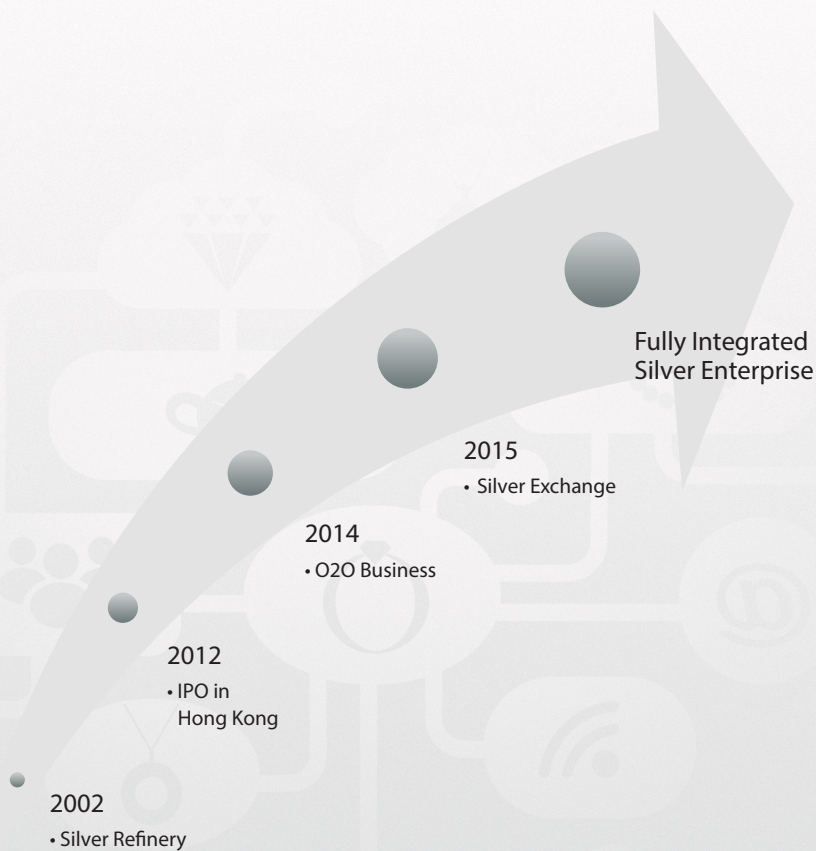 Fully Integrated
Silver Enterprise
2015
• Silver Exchange
2014
• O2O Business
2012
• IPO in
Hong Kong
2002
• Silver Refinery